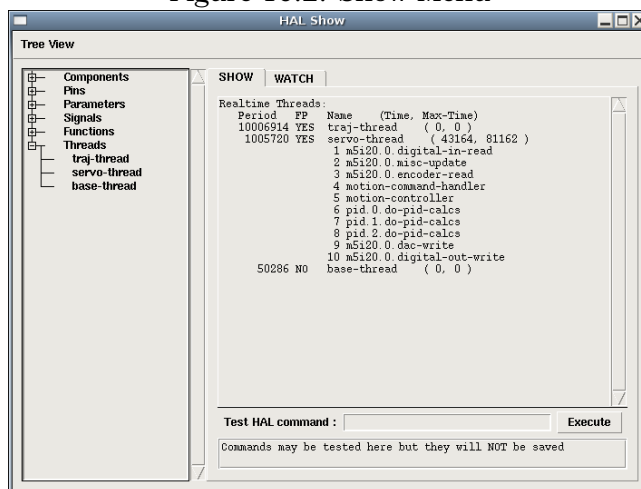 HAL Show
Tree View
Components
Pins
Parameters
Signals
Functions
Threads
traj-thread
servo-thread
base-thread
SHOW WATCH
Realtime Threads:
Period FP Name (Time, Max-Time)
10006914 YES traj-thread ( 0, 0 )
1005720 YES servo-thread ( 43164, 81162 )
1 m5i20.0.digital-in-read
2 m5i20.0.misc-update
3 m5i20.0.encoder-read
4 motion-command-handler
5 motion-controller
6 pid.0.do-pid-calcs
7 pid.1.do-pid-calcs
8 pid.2.do-pid-calcs
9 m5i20.0.dac-write
10 m5i20.0.digital-out-write
50286 NO base-thread ( 0, 0 )
Test HAL command : Execute
Commands may be tested here but they will NOT be saved